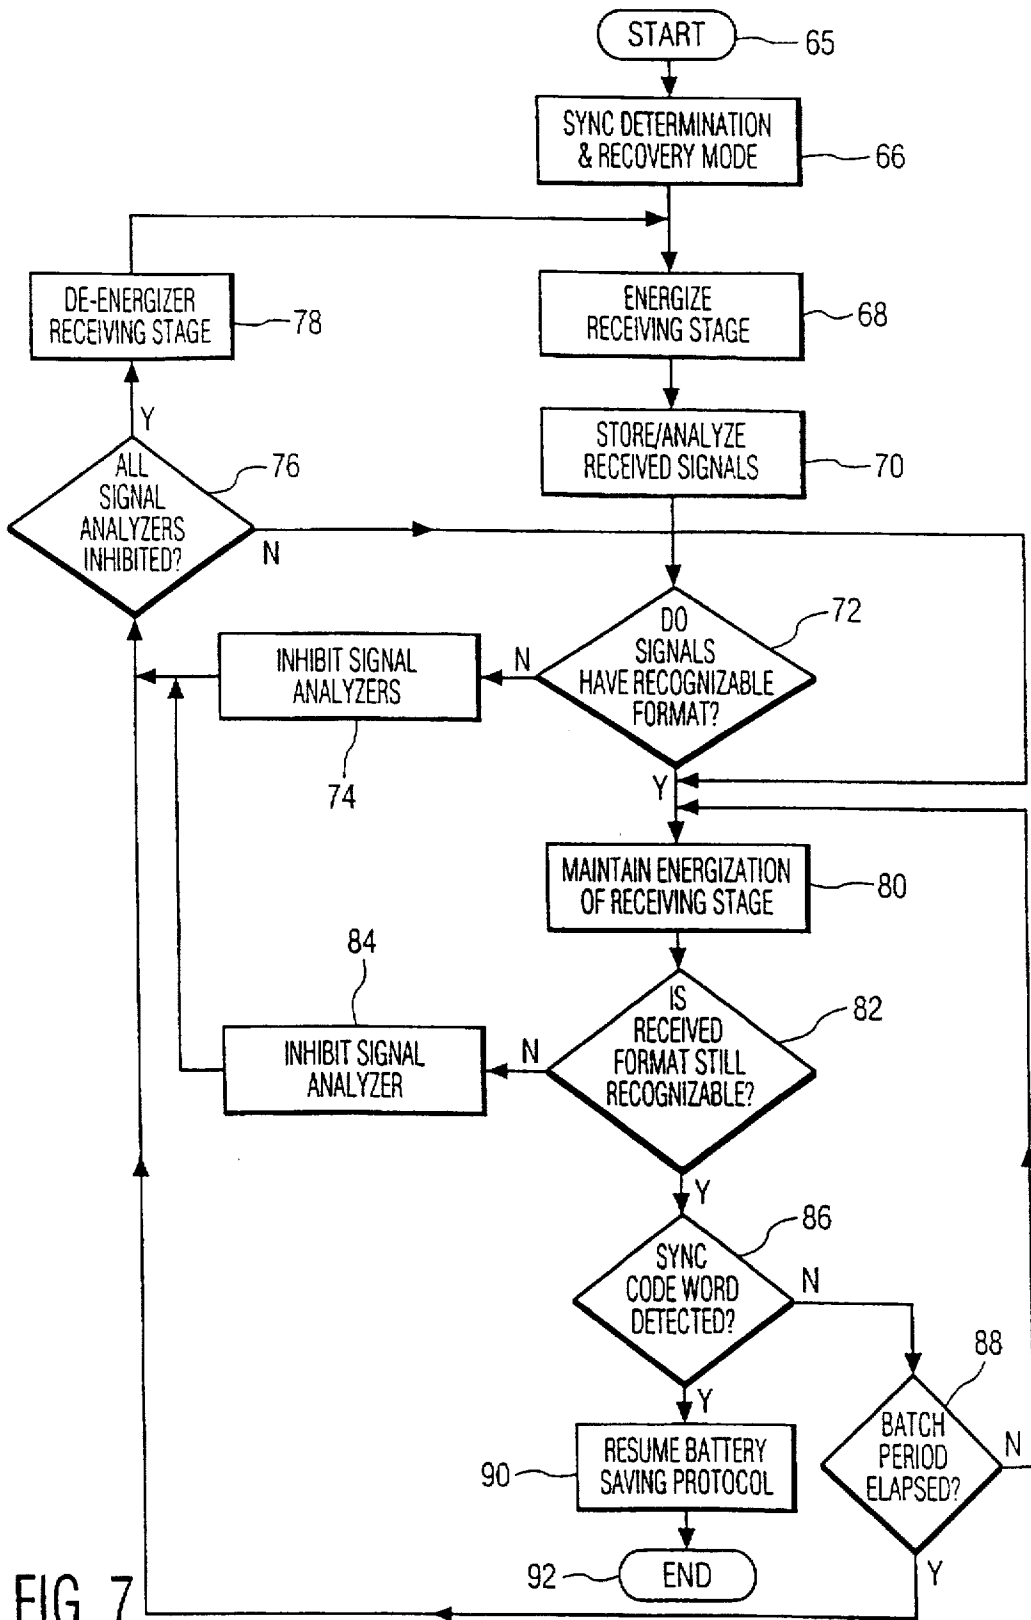 START
65
SYNC DETERMINATION
& RECOVERY MODE
66
DE-ENERGIZER
RECEIVING STAGE
78
ENERGIZE
RECEIVING STAGE
68
Y
STORE/ANALYZE
RECEIVED SIGNALS
70
ALL
SIGNAL
ANALYZERS
INHIBITED?
76
N
DO
SIGNALS
HAVE RECOGNIZABLE
FORMAT?
72
N
INHIBIT SIGNAL
ANALYZERS
74
Y
MAINTAIN ENERGIZATION
OF RECEIVING STAGE
80
IS
RECEIVED
FORMAT STILL
RECOGNIZABLE?
82
N
84
INHIBIT SIGNAL
ANALYZER
Y
SYNC
CODE WORD
DETECTED?
86
N
88
BATCH
PERIOD
ELAPSED?
N
Y
Y
RESUME BATTERY
SAVING PROTOCOL
90
END
92
FIG. 7